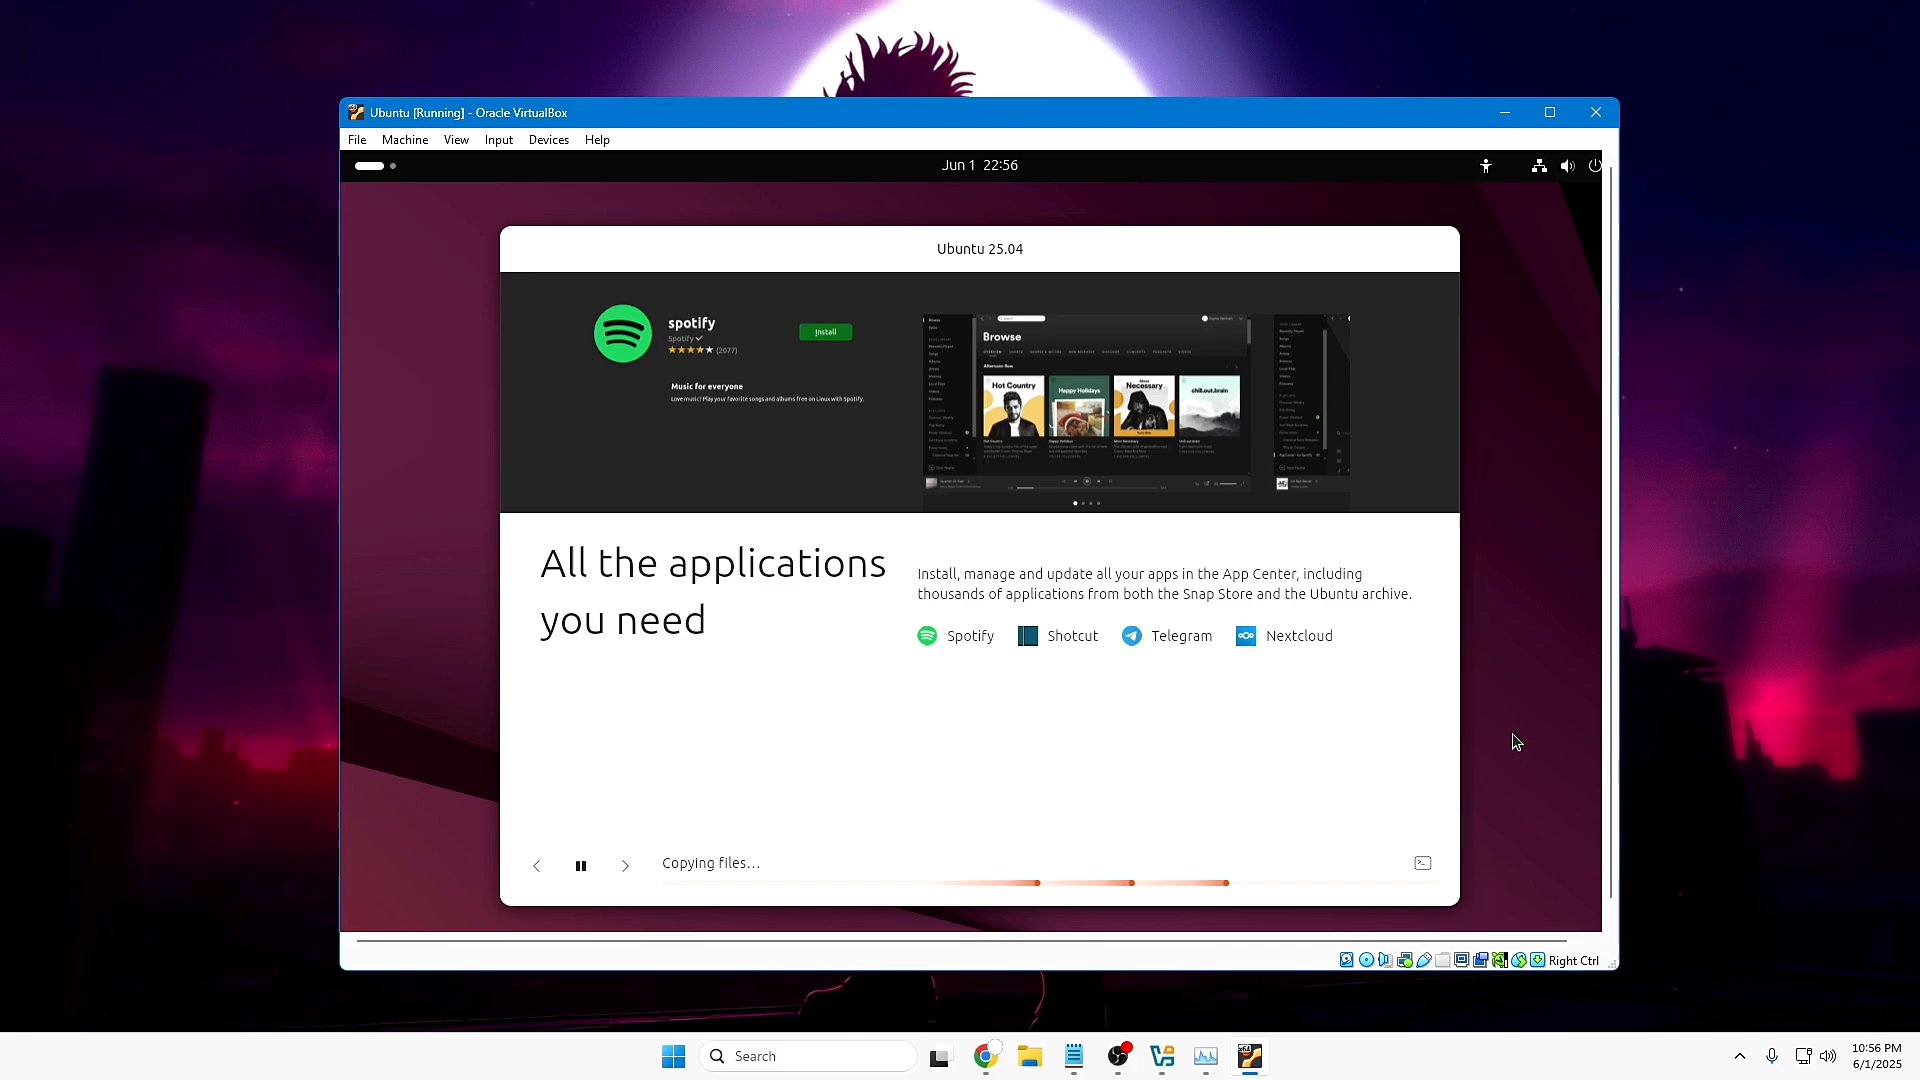 Ubuntu [Running] - Oracle VirtualBox
File Machine View Input Devices Help
Jun 1 22:56
Ubuntu 25.04
spotify
Spotify
(2077)
Install
Music for everyone
Love music? Play your favorite songs and albums free on Linux with Spotify.
Browse
Hot Country
Happy Holidays
Most Necessary
chill.out.brain
All the applications
you need
Install, manage and update all your apps in the App Center, including
thousands of applications from both the Snap Store and the Ubuntu archive.
Spotify Shotcut Telegram Nextcloud
Copying files...
Right Ctrl
Search
10:56 PM
6/1/2025